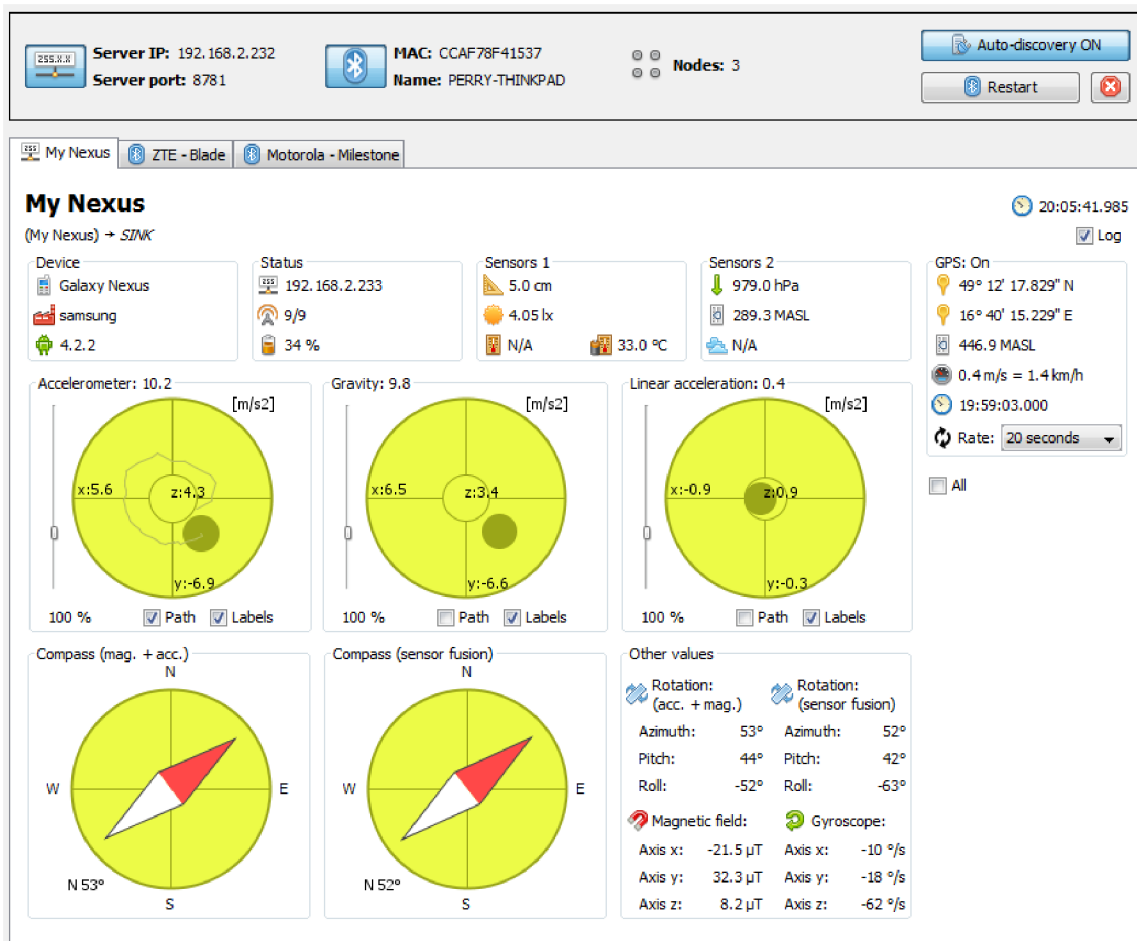 Server IP: 192.168.2.232
Server port: 8781
MAC: CCAF78F41537
Name: PERRY-THINKPAD
Nodes: 3
Auto-discovery ON
Restart
My Nexus
ZTE - Blade
Motorola - Milestone
My Nexus
20:05:41.985
(My Nexus) → SINK
Log
Device
Galaxy Nexus
samsung
4.2.2
Status
192.168.2.233
9/9
34 %
Sensors 1
5.0 cm
4.05 lx
N/A
33.0 ºC
Sensors 2
979.0 hPa
289.3 MASL
N/A
GPS: On
49° 12' 17.829" N
16° 40' 15.229" E
446.9 MASL
0.4 m/s = 1.4 km/h
19:59:03.000
Rate: 20 seconds
All
Accelerometer: 10.2
[m/s2]
x:5.6
z:4.3
y:-6.9
100 %
Path
Labels
Gravity: 9.8
[m/s2]
x:6.5
z:3.4
y:-6.6
100 %
Path
Labels
Linear acceleration: 0.4
[m/s2]
x:-0.9
z:0.9
y:-0.3
100 %
Path
Labels
Compass (mag. + acc.)
N
W
E
N 53º
S
Compass (sensor fusion)
N
W
E
N 52º
S
Other values
Rotation:
(acc. + mag.)
Azimuth: 53º
Pitch: 44º
Roll: -52º
Rotation:
(sensor fusion)
Azimuth: 52º
Pitch: 42º
Roll: -63º
Magnetic field:
Axis x: -21.5 µT
Axis y: 32.3 µT
Axis z: 8.2 µT
Gyroscope:
Axis x: -10 º/s
Axis y: -18 º/s
Axis z: -62 º/s